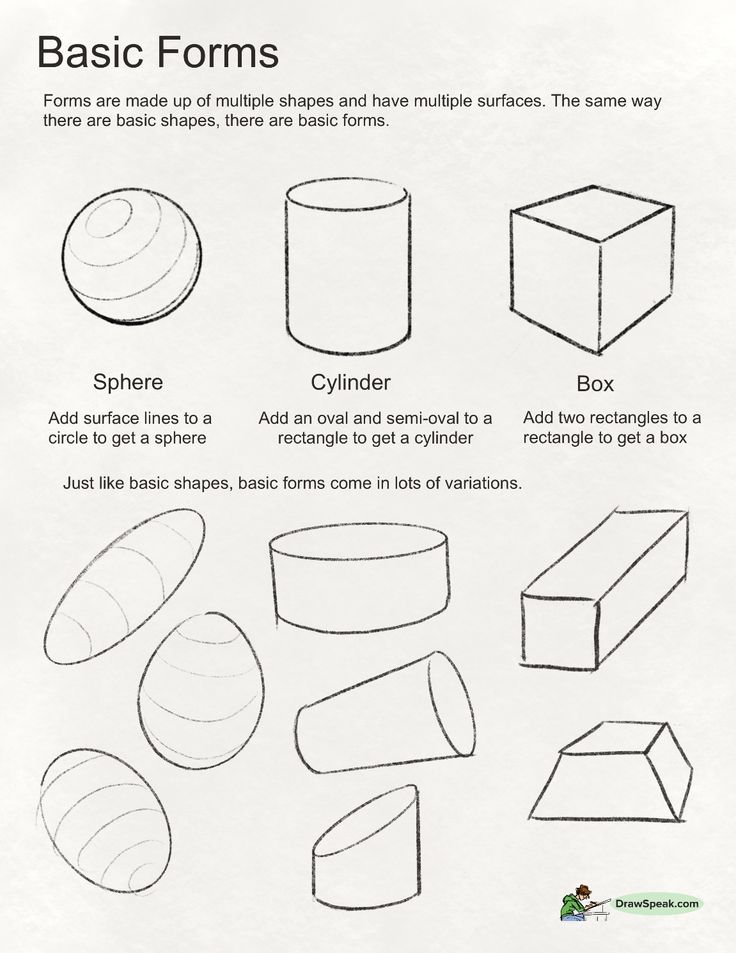 Basic Forms
Forms are made up of multiple shapes and have multiple surfaces. The same way
there are basic shapes, there are basic forms.
Sphere
Cylinder
Box
Add surface lines to a
circle to get a sphere
Add an oval and semi-oval to a
rectangle to get a cylinder
Add two rectangles to a
rectangle to get a box
Just like basic shapes, basic forms come in lots of variations.
DrawSpeak.com